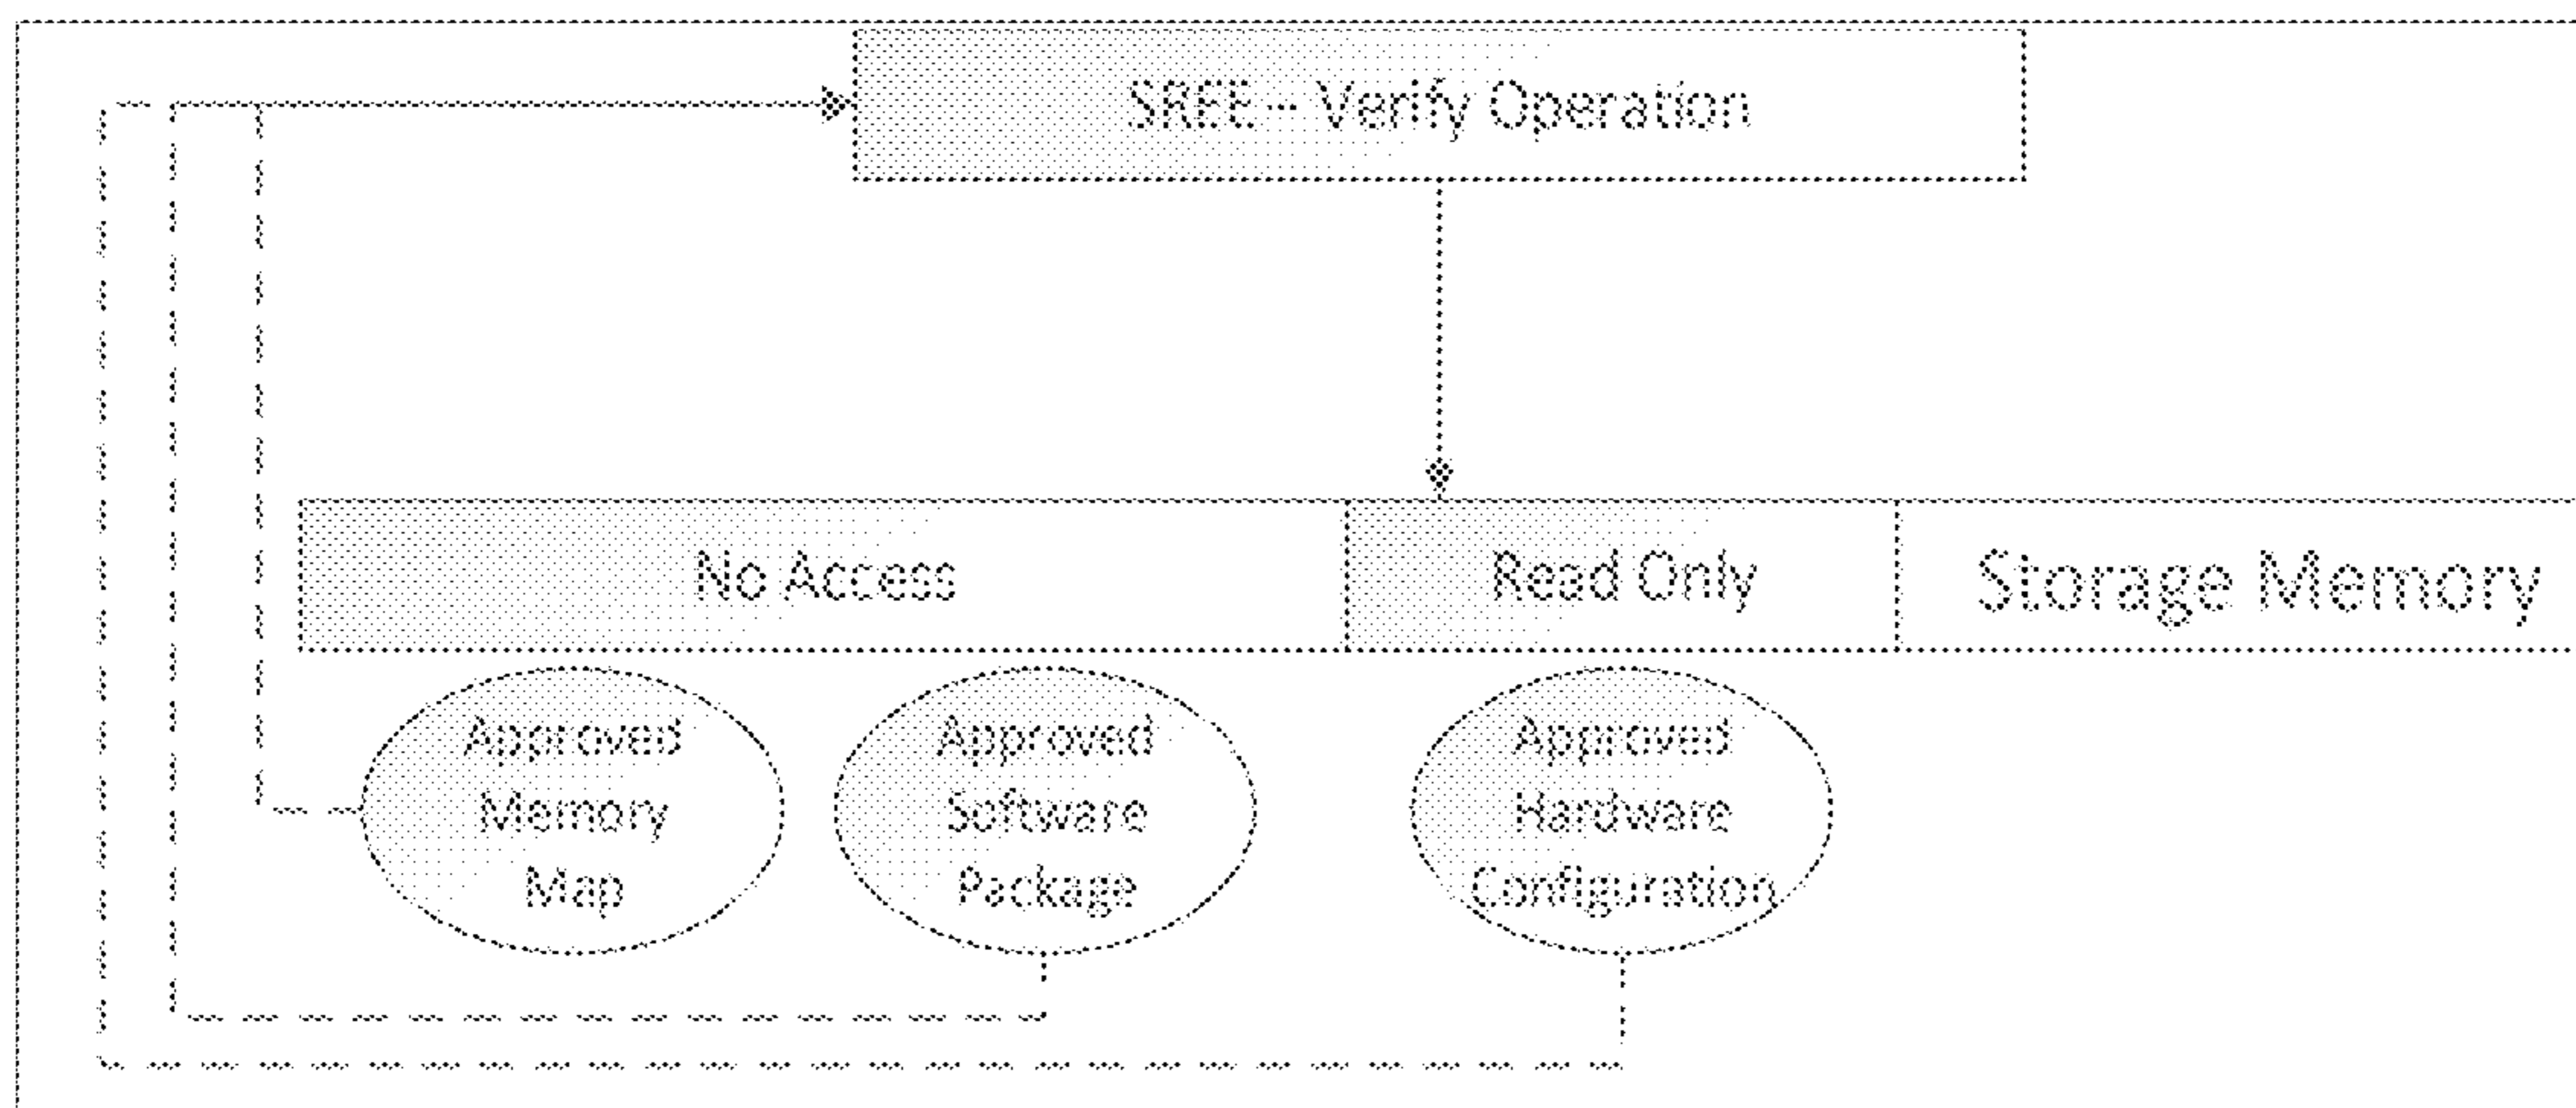 SREE -- Verify Operation
No Access
Read Only
Storage Memory
Approved
Memory
Map
Approved
Software
Package
Approved
Hardware
Configuration